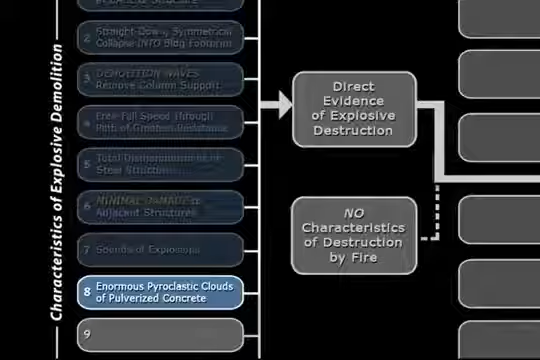 Characteristics of Explosive Demolition
2 Straight-Down, Symmetrical
Collapse INTO Bldg Footprint
3 DEMOLITION WAVES
Remove Column Support
4 Free-Fall Speed Through
Path of Greatest Resistance
5 Total Dismemberment of
Steel Structure
6 MINIMAL DAMAGE to
Adjacent Structures
7 Sounds of Explosions
8 Enormous Pyroclastic Clouds
of Pulverized Concrete
9
Direct
Evidence
of Explosive
Destruction
NO
Characteristics
of Destruction
by Fire